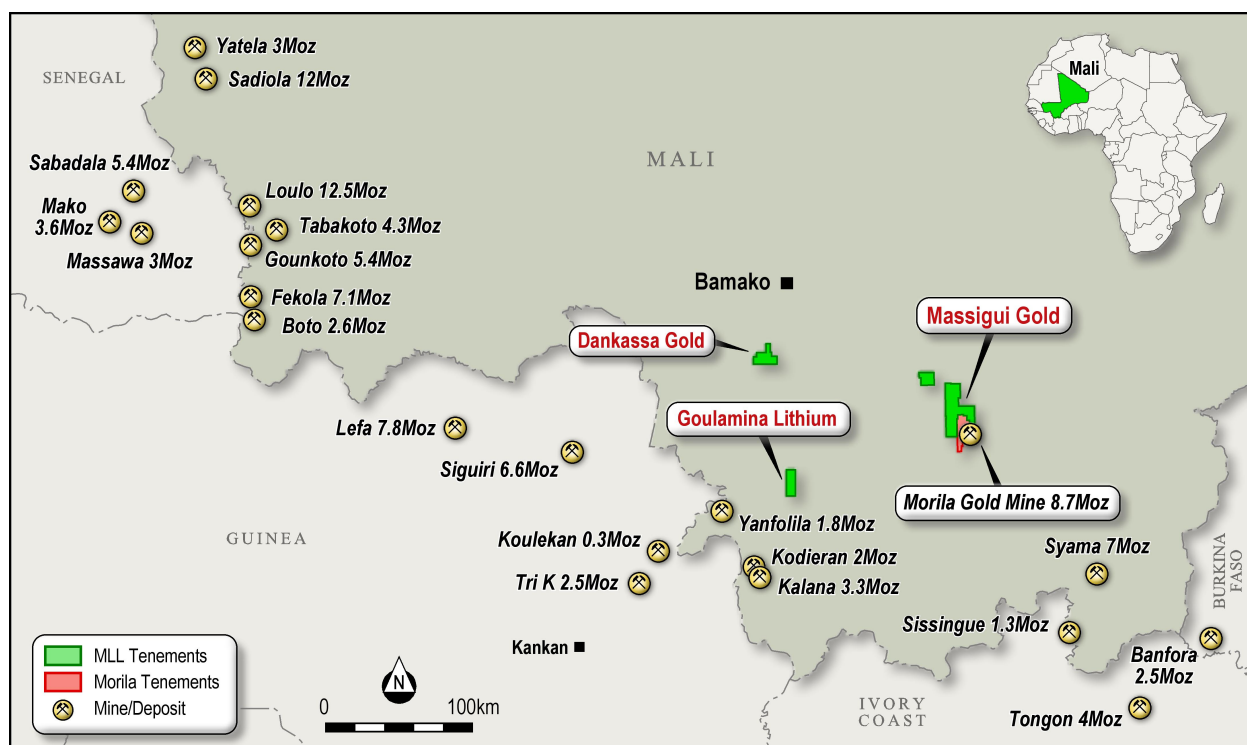 Yatela 3Moz
Sadiola 12Moz
SENEGAL
Mali
MALI
Sabadala 5.4Moz
Mako
3.6Moz
Massawa 3Moz
Loulo 12.5Moz
Tabakoto 4.3Moz
Gounkoto 5.4Moz
Fekola 7.1Moz
Boto 2.6Moz
Bamako
Dankassa Gold
Massigui Gold
Goulamina Lithium
Morila Gold Mine 8.7Moz
Lefa 7.8Moz
Siguiri 6.6Moz
GUINEA
Yanfolila 1.8Moz
Koulekan 0.3Moz
Kodieran 2Moz
Tri K 2.5Moz
Kalana 3.3Moz
Syama 7Moz
BURKINA
FASO
Sissingue 1.3Moz
Banfora
2.5Moz
Kankan
IVORY
COAST
Tongon 4Moz
MLL Tenements
Morila Tenements
Mine/Deposit
N
0 100km